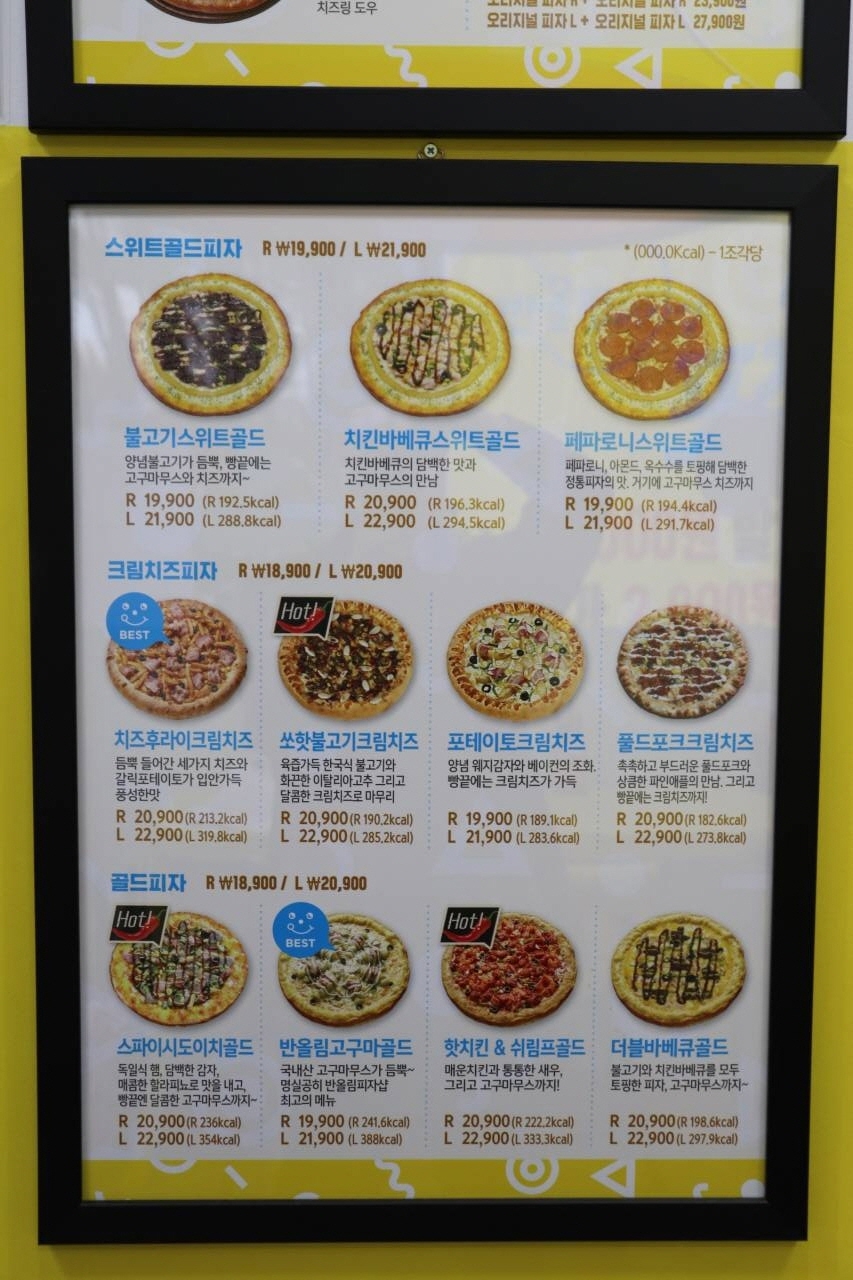 치즈링 도우
오리지널 피자 R + 오리지널 피자 R 23,900원
오리지널 피자 L + 오리지널 피자 L 27,900원
스위트골드피자 R ₩19,900 / L ₩21,900
* (000.0Kcal) – 1조각당
불고기스위트골드
양념불고기가 듬뿍, 빵끝에는
고구마무스와 치즈까지~
R 19,900 (R 192.5kcal)
L 21,900 (L 288.8kcal)
치킨바베큐스위트골드
치킨바베큐의 담백한 맛과
고구마무스의 만남
R 20,900 (R 196.3kcal)
L 22,900 (L 294.5kcal)
페파로니스위트골드
페파로니, 아몬드, 옥수수를 토핑해 담백한
정통피자의 맛. 거기에 고구마무스 치즈까지
R 19,900 (R 194.4kcal)
L 21,900 (L 291.7kcal)
크림치즈피자 R ₩18,900 / L ₩20,900
BEST
치즈후라이크림치즈
듬뿍 들어간 세가지 치즈와
갈릭포테이토가 입안가득
풍성한맛
R 20,900 (R 213.2kcal)
L 22,900 (L 319.8kcal)
Hot!
쏘핫불고기크림치즈
육즙가득 한국식 불고기와
화끈한 이탈리아고추 그리고
달콤한 크림치즈로 마무리
R 20,900 (R 190.2kcal)
L 22,900 (L 285.2kcal)
포테이토크림치즈
양념 웨지감자와 베이컨의 조화.
빵끝에는 크림치즈가 가득
R 19,900 (R 189.1kcal)
L 21,900 (L 283.6kcal)
풀드포크크림치즈
촉촉하고 부드러운 풀드포크와
상큼한 파인애플의 만남. 그리고
빵끝에는 크림치즈까지!
R 20,900 (R 182.6kcal)
L 22,900 (L 273.8kcal)
골드피자 R ₩18,900 / L ₩20,900
Hot!
스파이시도이치골드
독일식 햄, 담백한 감자,
매콤한 할라피뇨로 맛을 내고,
빵끝엔 달콤한 고구마무스까지~
R 20,900 (R 236kcal)
L 22,900 (L 354kcal)
BEST
반올림고구마골드
국내산 고구마무스가 듬뿍~
명실공히 반올림피자샵
최고의 메뉴
R 19,900 (R 241.6kcal)
L 21,900 (L 388kcal)
Hot!
핫치킨 & 쉬림프골드
매운치킨과 통통한 새우,
그리고 고구마무스까지!
R 20,900 (R 222.2kcal)
L 22,900 (L 333.3kcal)
더블바베큐골드
불고기와 치킨바베큐를 모두
토핑한 피자, 고구마무스까지~
R 20,900 (R 198.6kcal)
L 22,900 (L 297.9kcal)